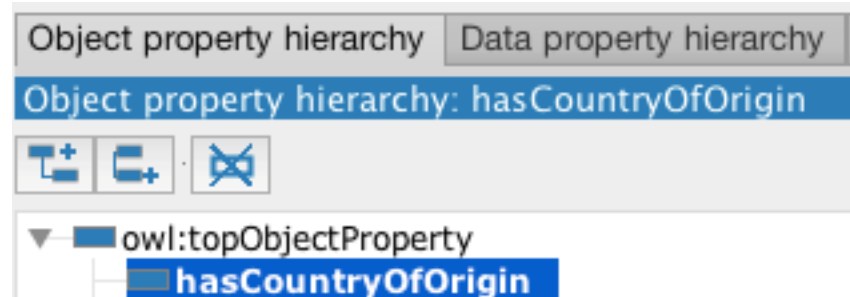 Object property hierarchy Data property hierarchy
Object property hierarchy: hasCountryOfOrigin
owl:topObjectProperty
hasCountryOfOrigin